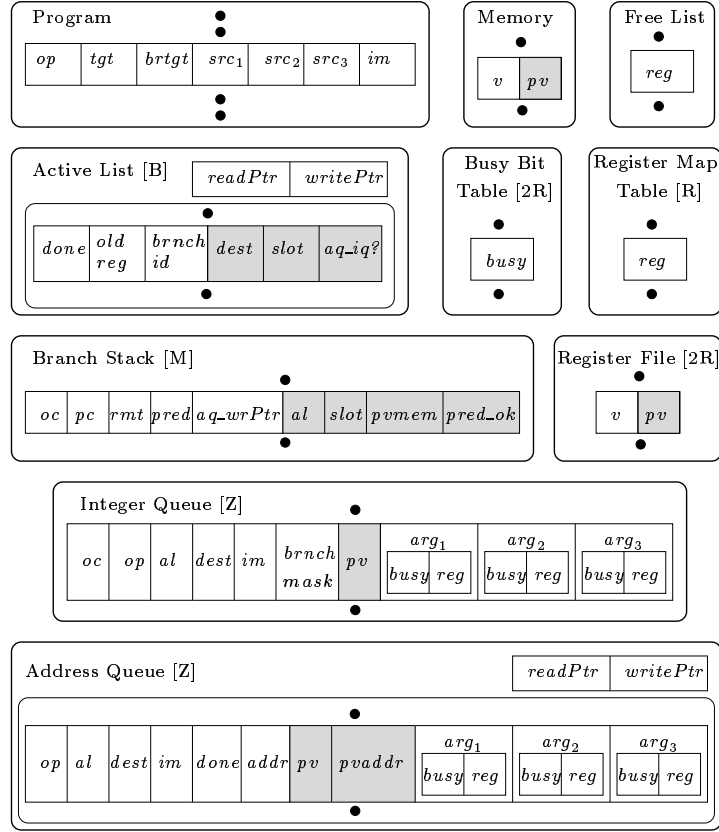 Program
op tgt brtgt src1 src2 src3 im
Memory
v pv
Free List
reg
Active List [B]
readPtr writePtr
done old reg brnch id dest slot aq_iq?
Busy Bit
Table [2R]
busy
Register Map
Table [R]
reg
Branch Stack [M]
oc pc rmt pred aq_wrPtr al slot pvmem pred_ok
Register File [2R]
v pv
Integer Queue [Z]
oc op al dest im brnch mask pv arg1 busy reg arg2 busy reg arg3 busy reg
Address Queue [Z]
readPtr writePtr
op al dest im done addr pv pvaddr arg1 busy reg arg2 busy reg arg3 busy reg